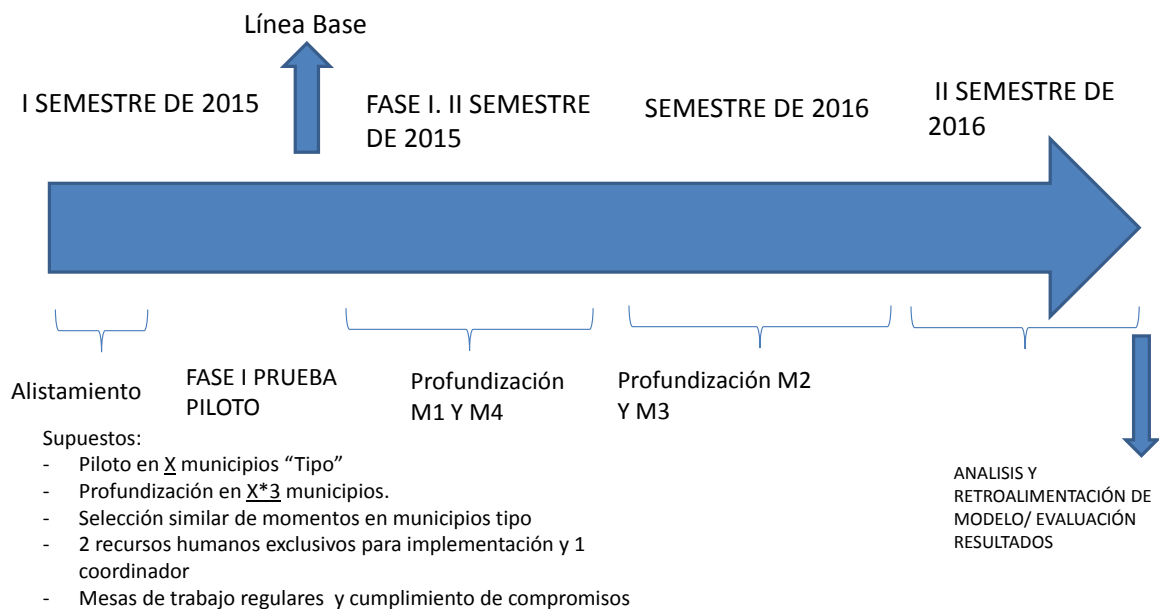 Línea Base
I SEMESTRE DE 2015
FASE I. II SEMESTRE
DE 2015
SEMESTRE DE 2016
II SEMESTRE DE
2016
Alistamiento
FASE I PRUEBA
PILOTO
Profundización
M1 Y M4
Profundización M2
Y M3
Supuestos:
- Piloto en X municipios “Tipo”
- Profundización en X*3 municipios.
- Selección similar de momentos en municipios tipo
- 2 recursos humanos exclusivos para implementación y 1
coordinador
- Mesas de trabajo regulares y cumplimiento de compromisos
ANALISIS Y
RETROALIMENTACIÓN DE
MODELO/ EVALUACIÓN
RESULTADOS